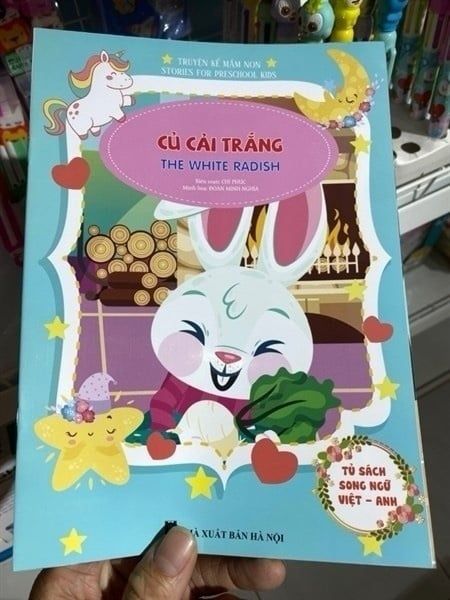 TRUYỆN KỂ MẦM NON
STORIES FOR PRESCHOOL KIDS
CỦ CẢI TRẮNG
THE WHITE RADISH
Biên soạn: CHI PHÚC
Minh họa: ĐOÀN MINH NGHĨA
TỦ SÁCH
SONG NGỮ
VIỆT - ANH
XUẤT BẢN HÀ NỘI